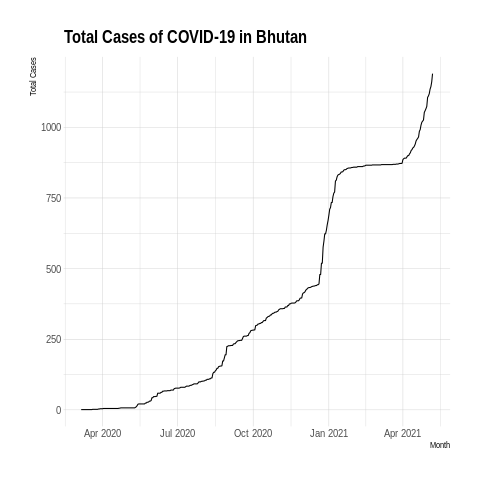 Total Cases of COVID-19 in Bhutan
Total Cases
1000
750
500
250
0
Apr 2020 Jul 2020 Oct 2020 Jan 2021 Apr 2021
Month